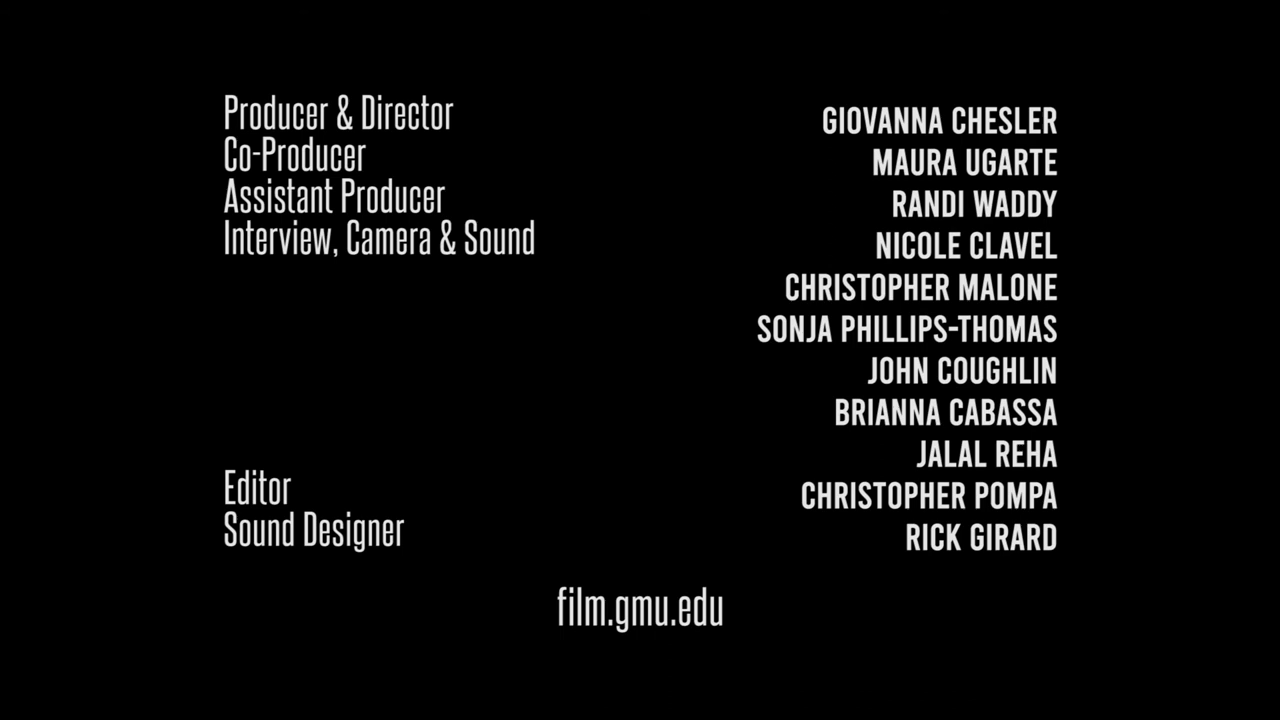 Producer & Director GIOVANNA CHESLER
Co-Producer MAURA UGARTE
Assistant Producer RANDI WADDY
Interview, Camera & Sound NICOLE CLAVEL
CHRISTOPHER MALONE
SONJA PHILLIPS-THOMAS
JOHN COUGHLIN
BRIANNA CABASSA
JALAL REHA
Editor CHRISTOPHER POMPA
Sound Designer RICK GIRARD
film.gmu.edu